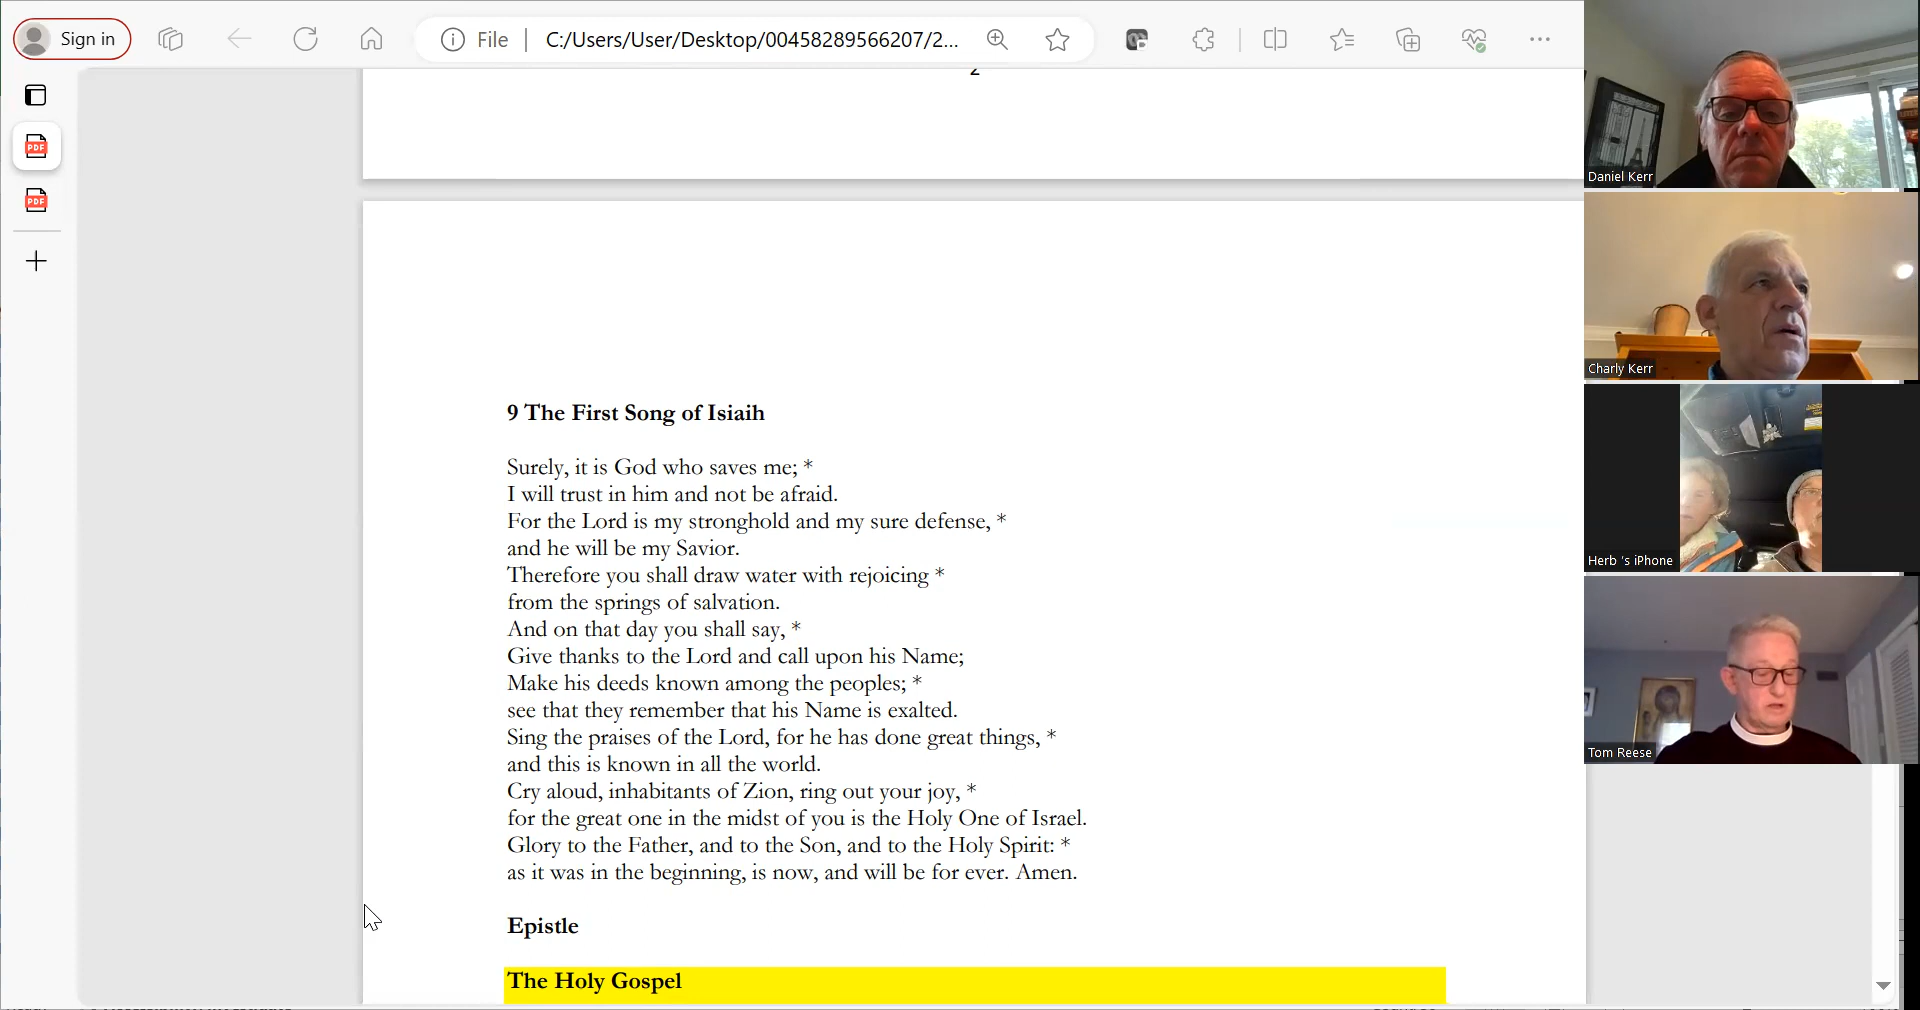 Sign in
File
C:/Users/User/Desktop/00458289566207/2...
PDF
PDF
2
9 The First Song of Isiaih
Surely, it is God who saves me; *
I will trust in him and not be afraid.
For the Lord is my stronghold and my sure defense, *
and he will be my Savior.
Therefore you shall draw water with rejoicing *
from the springs of salvation.
And on that day you shall say, *
Give thanks to the Lord and call upon his Name;
Make his deeds known among the peoples; *
see that they remember that his Name is exalted.
Sing the praises of the Lord, for he has done great things, *
and this is known in all the world.
Cry aloud, inhabitants of Zion, ring out your joy, *
for the great one in the midst of you is the Holy One of Israel.
Glory to the Father, and to the Son, and to the Holy Spirit: *
as it was in the beginning, is now, and will be for ever. Amen.
Epistle
The Holy Gospel
Daniel Kerr
Charly Kerr
Herb 's iPhone
Tom Reese